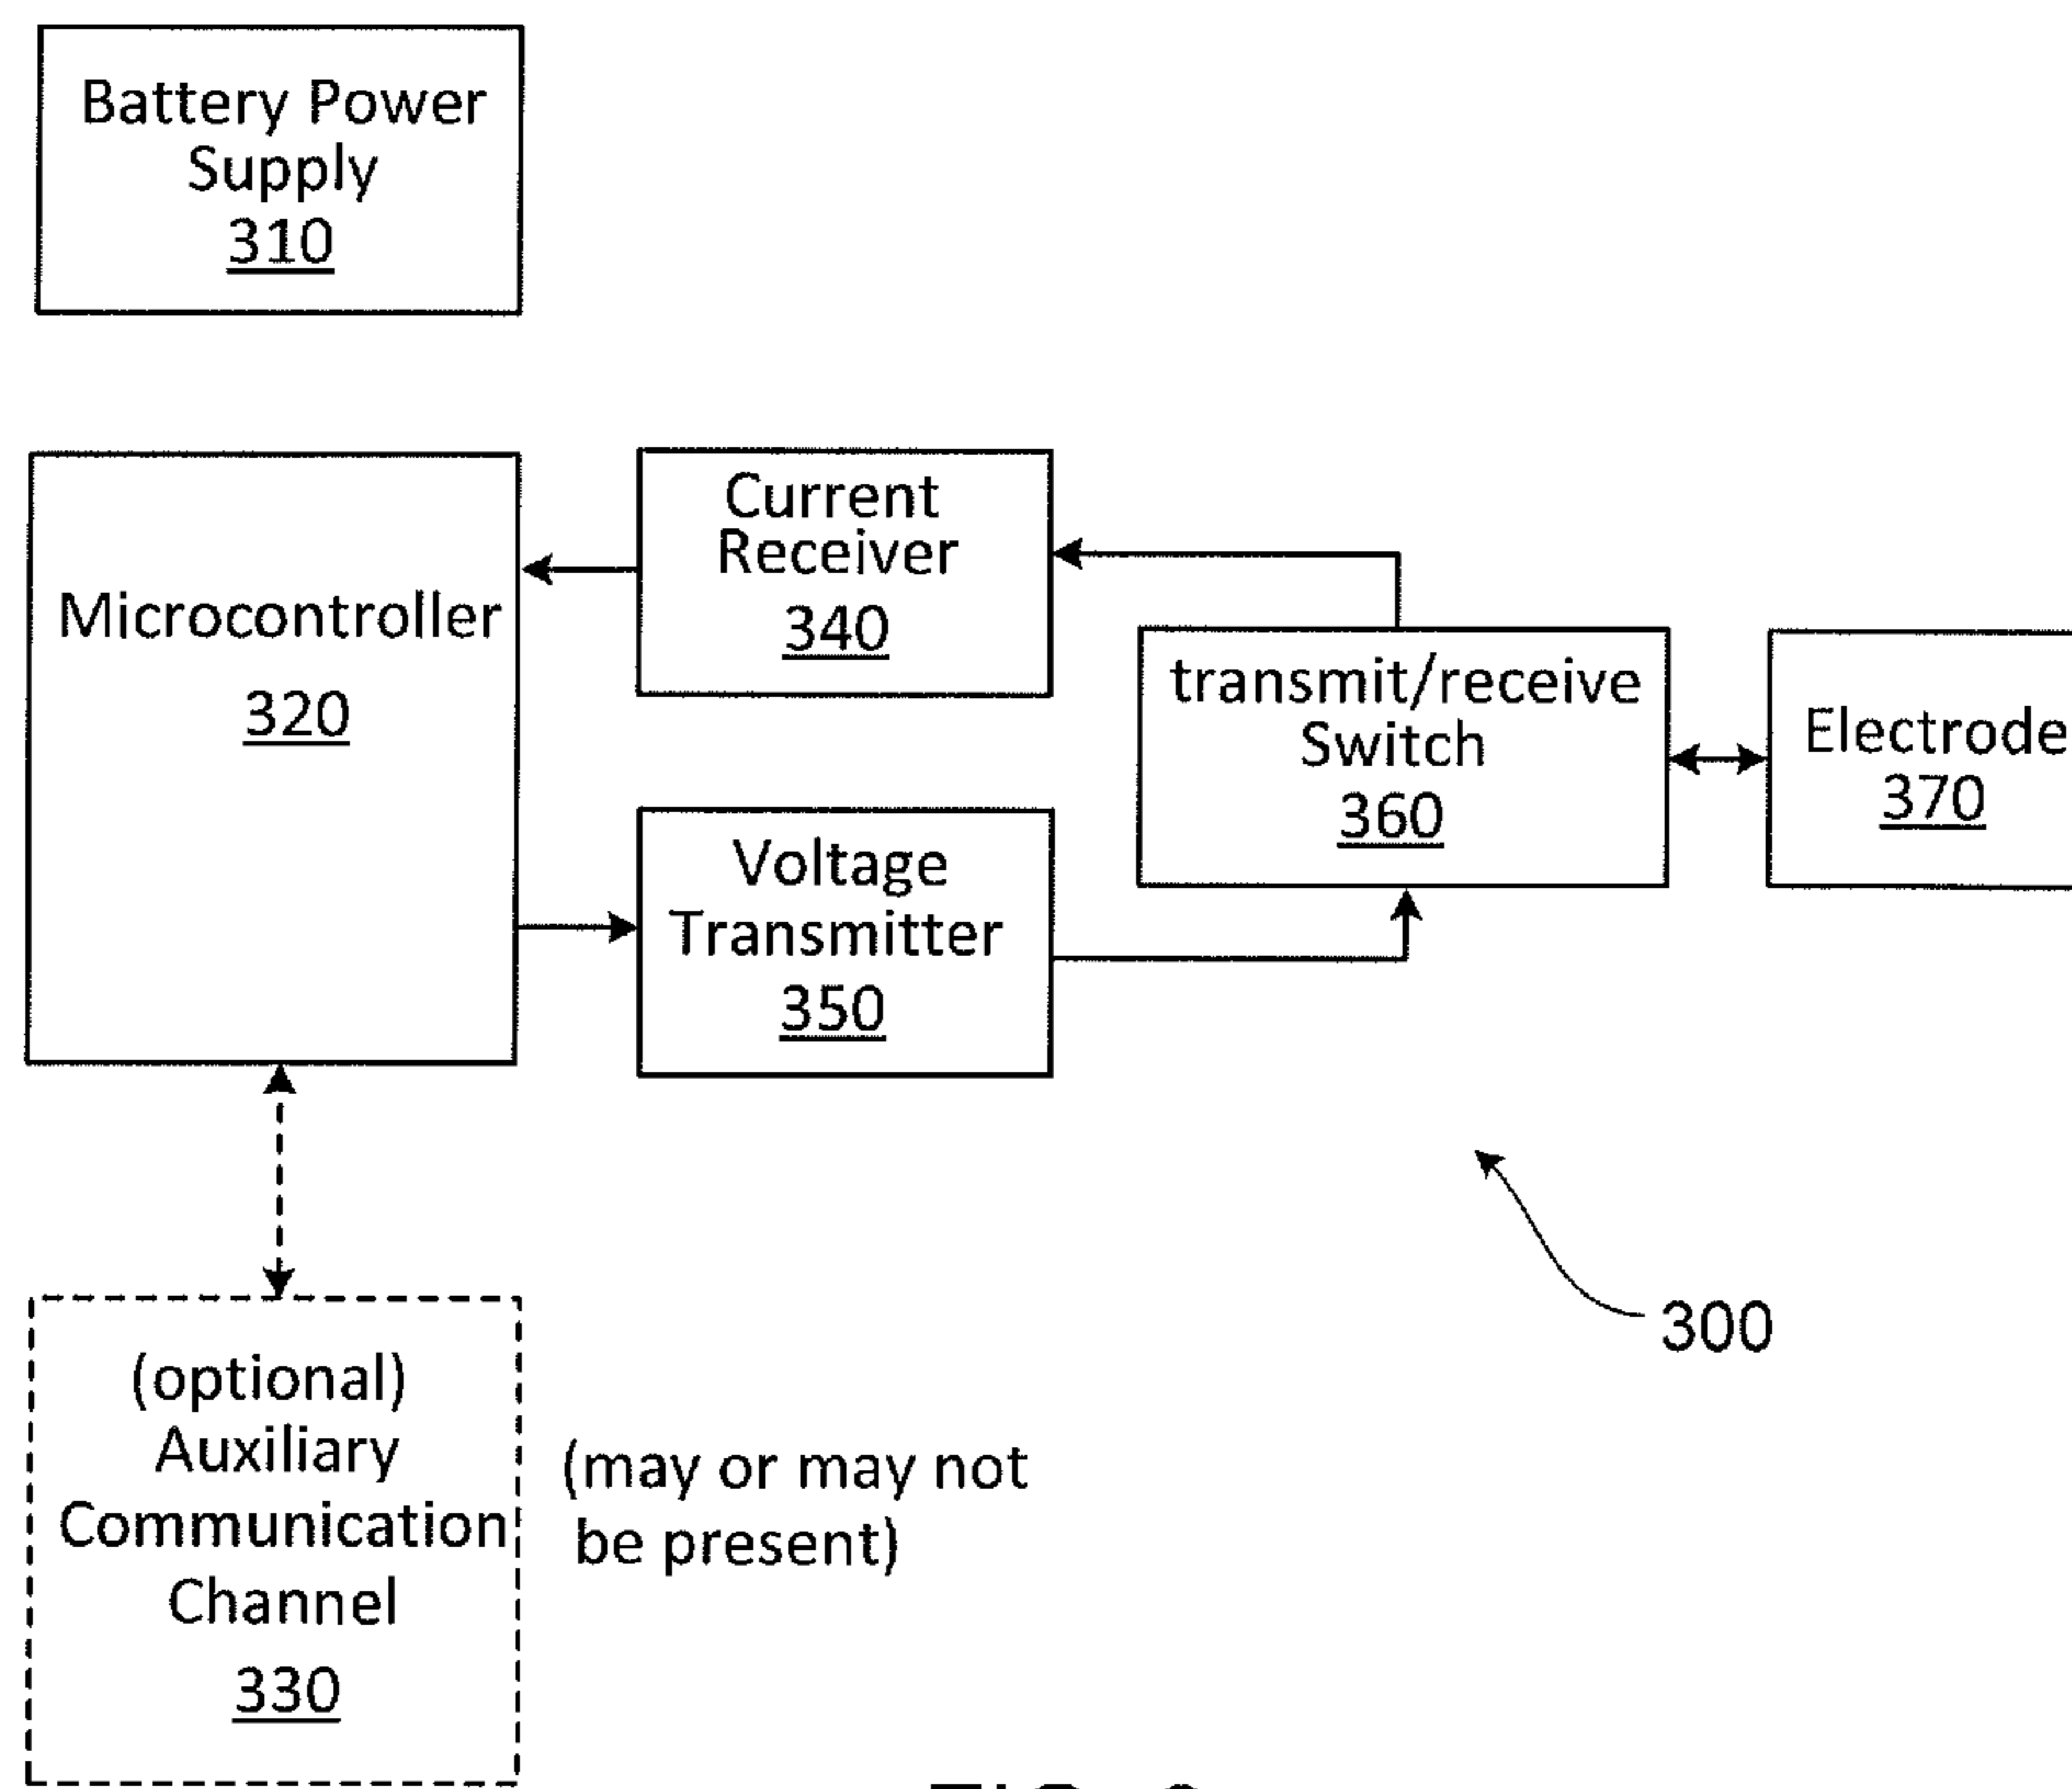 Battery Power
Supply
310
Microcontroller
320
Current
Receiver
340
Voltage
Transmitter
350
transmit/receive
Switch
360
Electrode
370
300
(optional)
Auxiliary
Communication
Channel
330
(may or may not
be present)